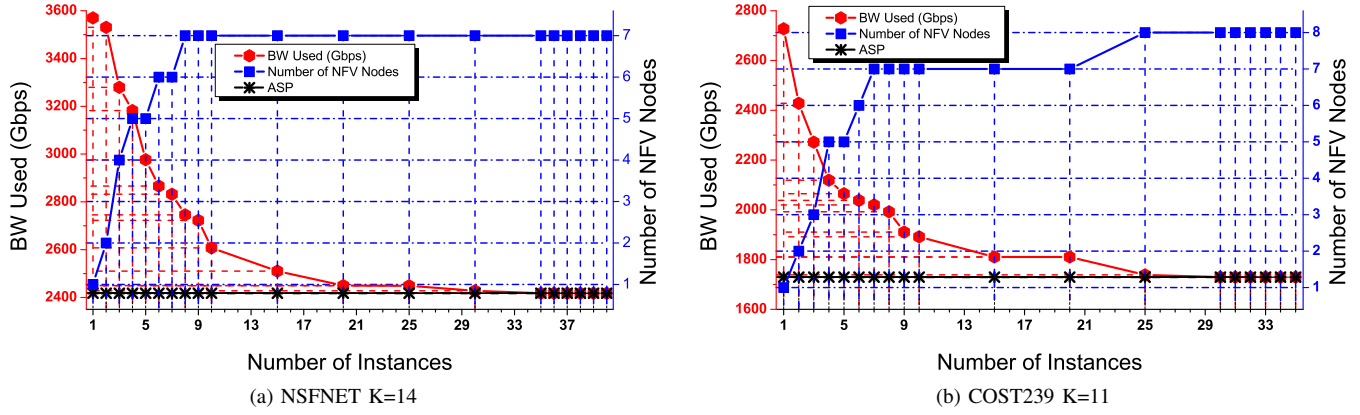 BW Used (Gbps)
3600
3400
3200
3000
2800
2600
2400
BW Used (Gbps)
Number of NFV Nodes
ASP
7
6
5
4
3
2
1
Number of NFV Nodes
1 5 9 13 17 21 25 29 33 37
Number of Instances
(a) NSFNET K=14
BW Used (Gbps)
2800
2600
2400
2200
2000
1800
1600
BW Used (Gbps)
Number of NFV Nodes
ASP
8
7
6
5
4
3
2
1
Number of NFV Nodes
1 5 9 13 17 21 25 29 33
Number of Instances
(b) COST239 K=11